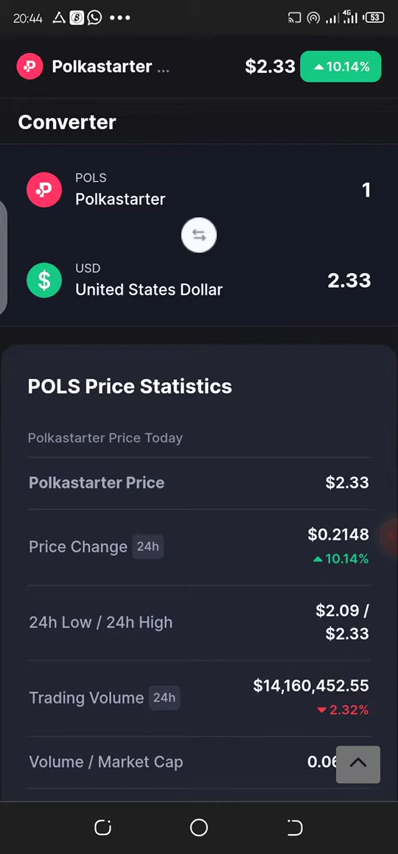 20:44
4G
53
Polkastarter ...
$2.33
10.14%
Converter
POLS
Polkastarter
1
USD
United States Dollar
2.33
POLS Price Statistics
Polkastarter Price Today
Polkastarter Price
$2.33
Price Change 24h
$0.2148
10.14%
24h Low / 24h High
$2.09 /
$2.33
Trading Volume 24h
$14,160,452.55
2.32%
Volume / Market Cap